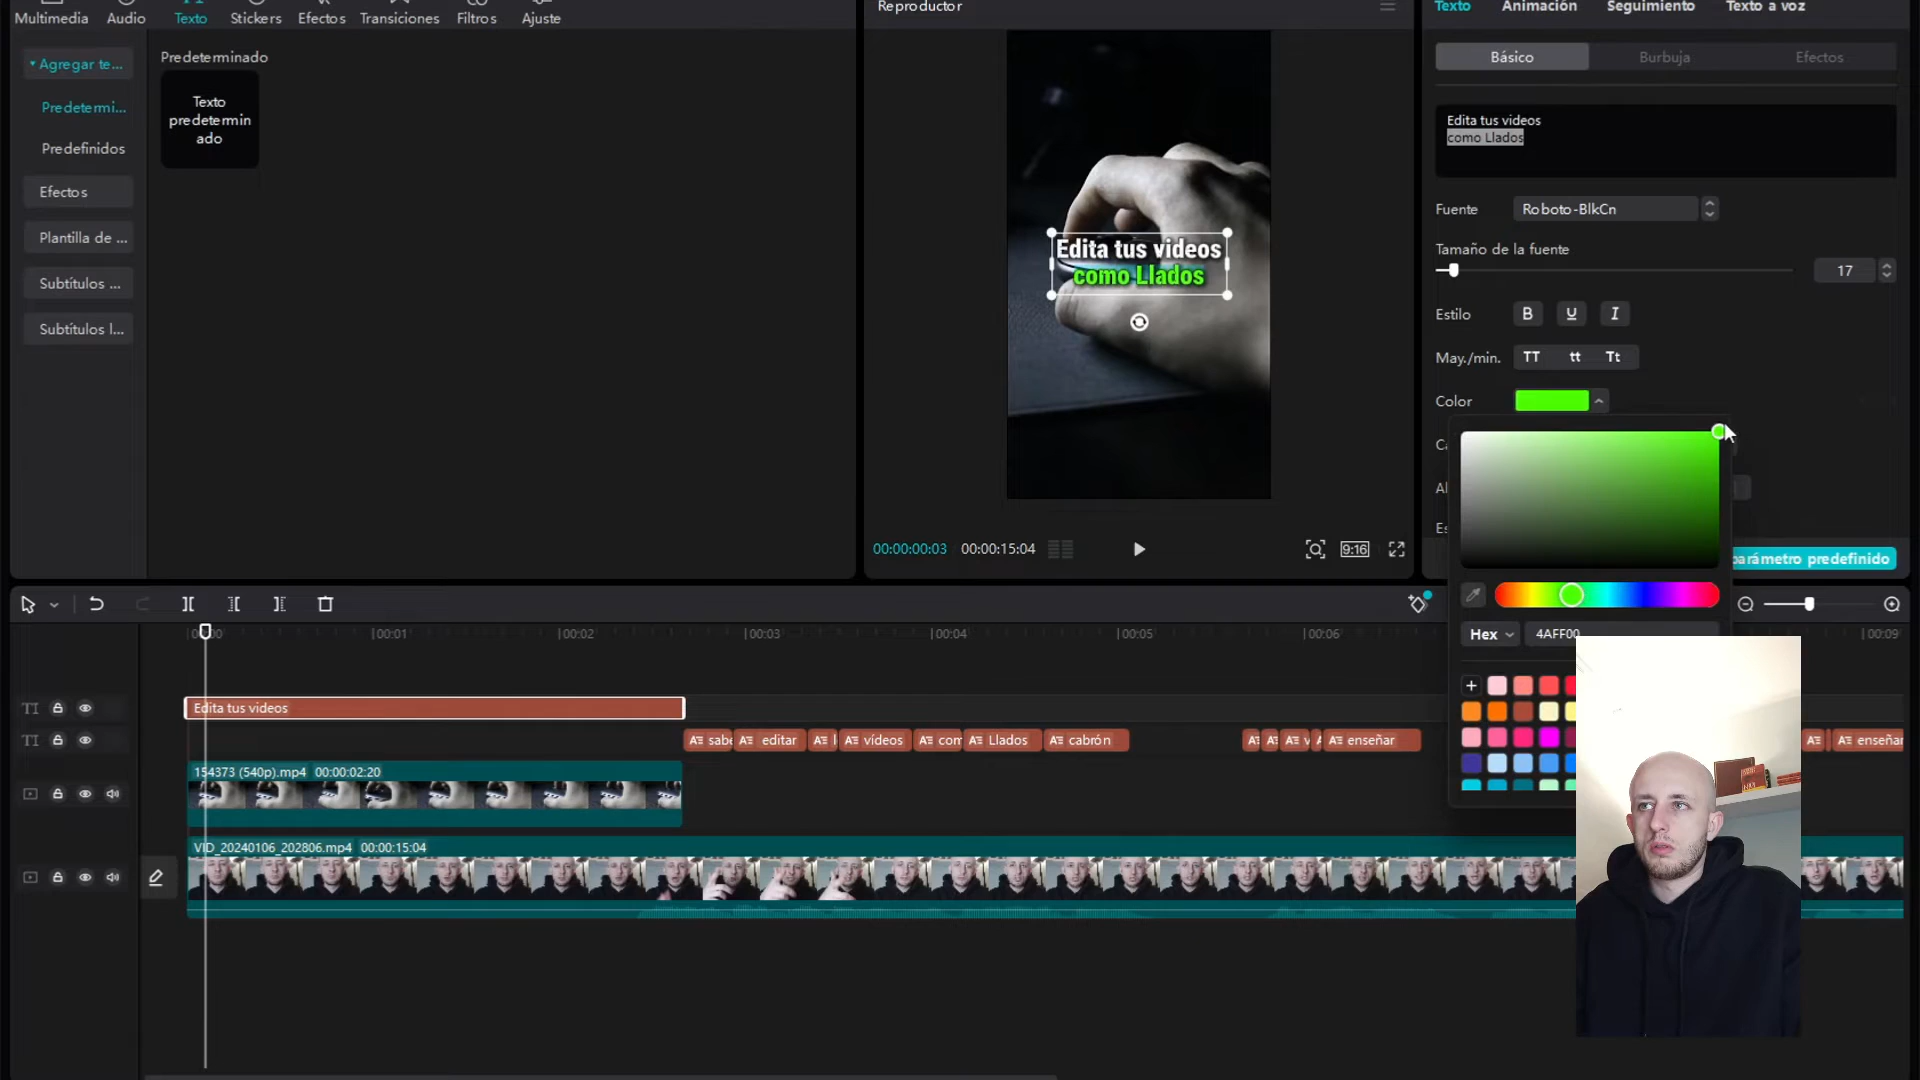 Multimedia
Audio
Texto
Stickers
Efectos
Transiciones
Filtros
Ajuste
Agregar te...
Predetermi...
Predefinidos
Efectos
Plantilla de ...
Subtítulos ...
Subtítulos l...
Predeterminado
Texto
predetermin
ado
Reproductor
Edita tus videos
como Llados
00:00:00:03
00:00:15:04
9:16
Texto
Animación
Seguimiento
Texto a voz
Básico
Burbuja
Efectos
Edita tus videos
como Llados
Fuente
Roboto-BlkCn
Tamaño de la fuente
17
Estilo
B U I
May./min.
TT tt Tt
Color
parámetro predefinido
Hex
4AFF00
00:00
00:01
00:02
00:03
00:04
00:05
00:06
00:09
Edita tus videos
editar
vídeos
Llados
cabrón
enseñar
154373 (540p).mp4 00:00:02:20
VID_20240106_202806.mp4 00:00:15:04